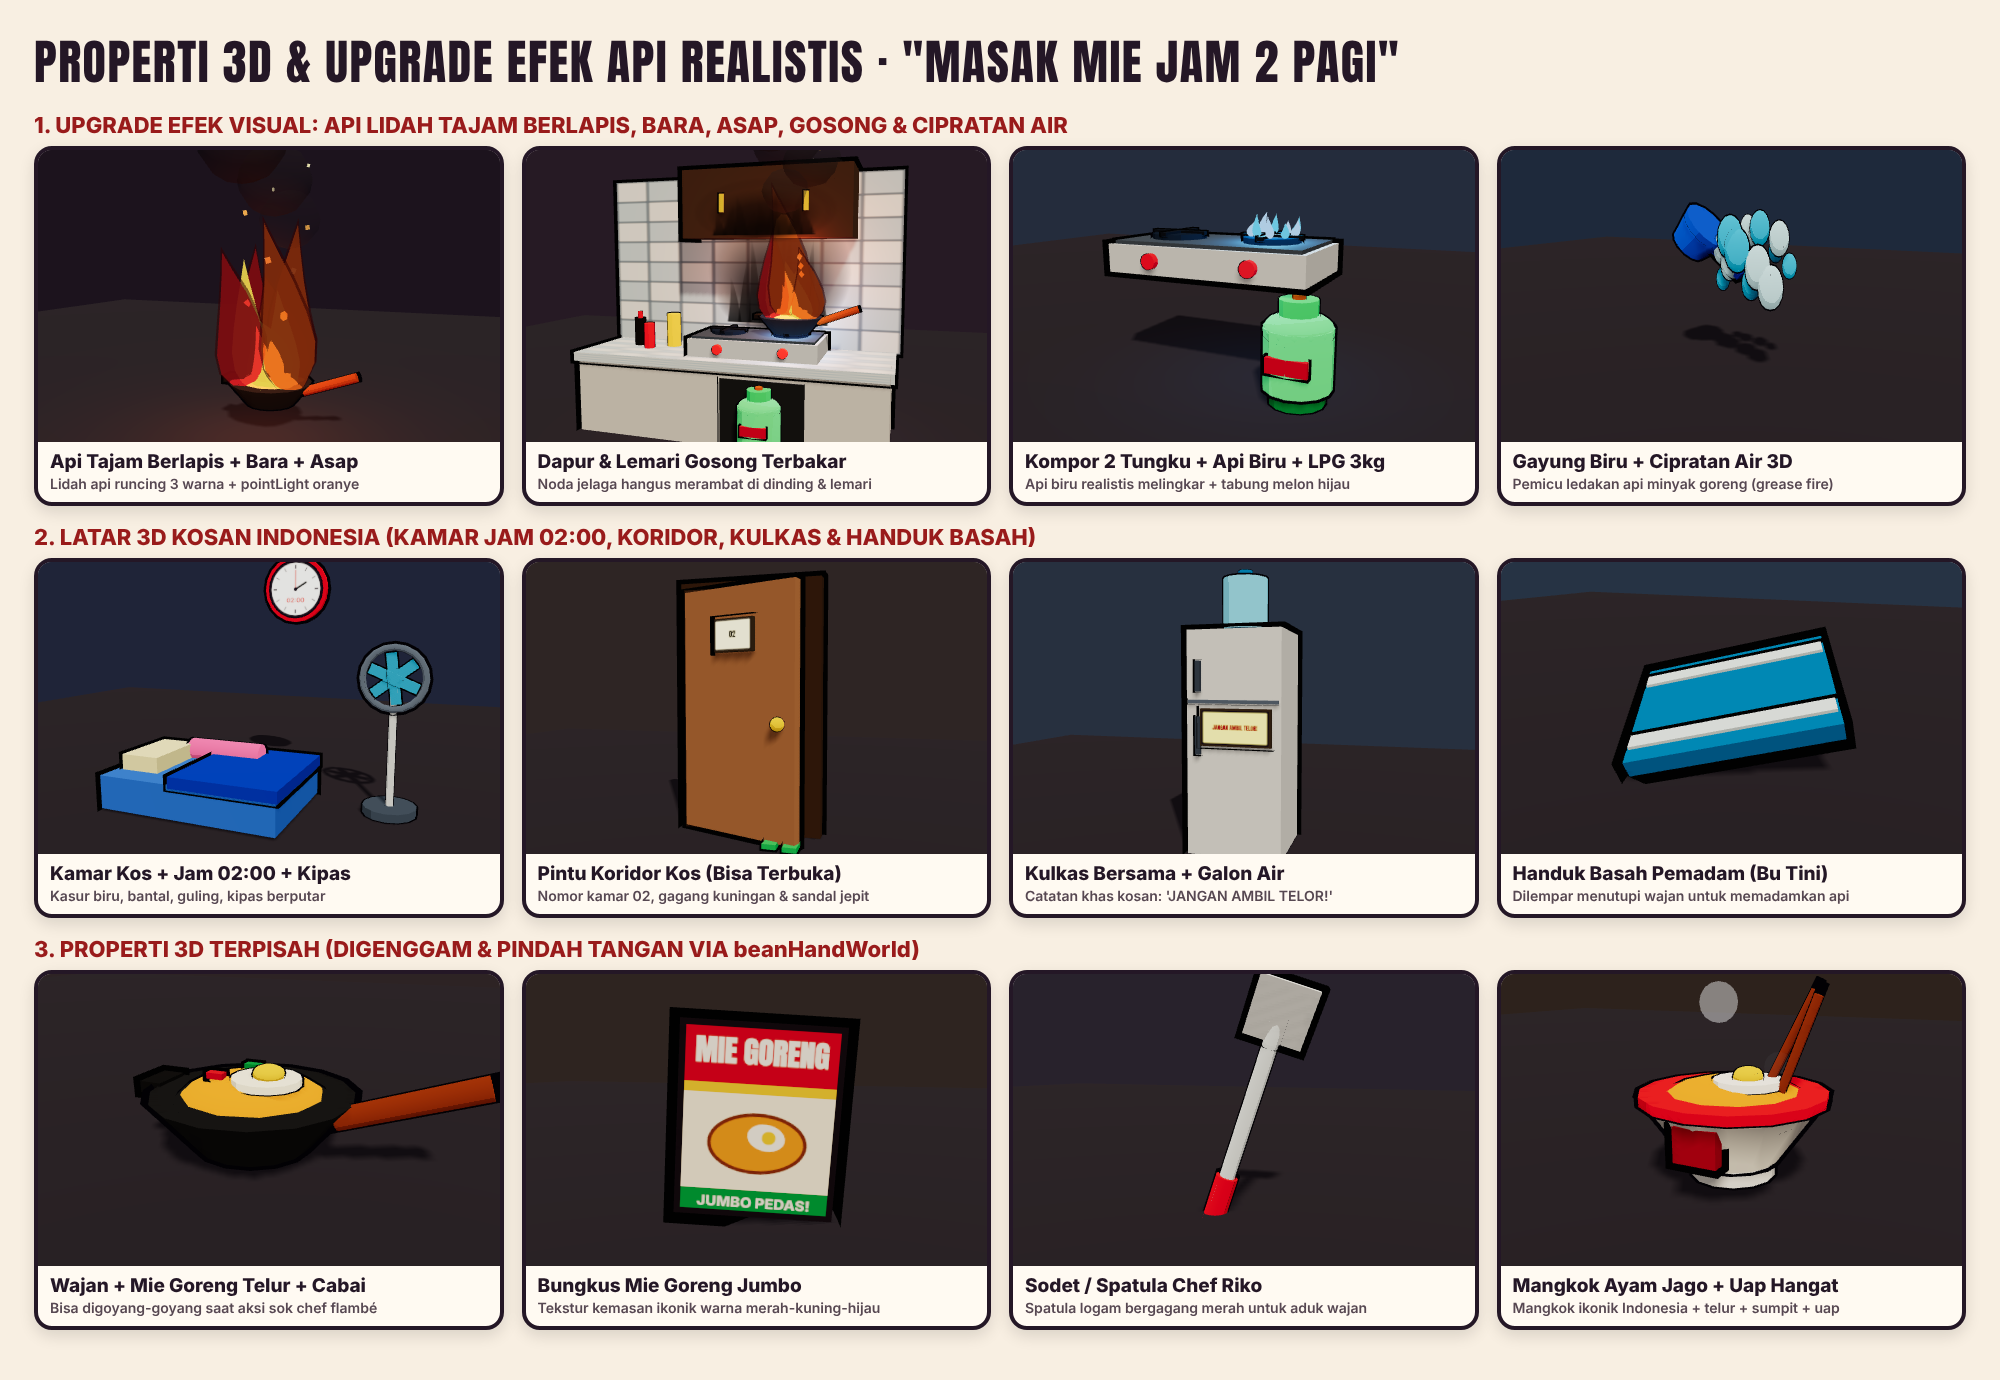 PROPERTI 3D & UPGRADE EFEK API REALISTIS · "MASAK MIE JAM 2 PAGI"
1. UPGRADE EFEK VISUAL: API LIDAH TAJAM BERLAPIS, BARA, ASAP, GOSONG & CIPRATAN AIR
Api Tajam Berlapis + Bara + Asap
Lidah api runcing 3 warna + pointLight oranye
Dapur & Lemari Gosong Terbakar
Noda jelaga hangus merambat di dinding & lemari
Kompor 2 Tungku + Api Biru + LPG 3kg
Api biru realistis melingkar + tabung melon hijau
Gayung Biru + Cipratan Air 3D
Pemicu ledakan api minyak goreng (grease fire)
2. LATAR 3D KOSAN INDONESIA (KAMAR JAM 02:00, KORIDOR, KULKAS & HANDUK BASAH)
02:00
Kamar Kos + Jam 02:00 + Kipas
Kasur biru, bantal, guling, kipas berputar
02
Pintu Koridor Kos (Bisa Terbuka)
Nomor kamar 02, gagang kuningan & sandal jepit
JANGAN AMBIL TELOR!
Kulkas Bersama + Galon Air
Catatan khas kosan: 'JANGAN AMBIL TELOR!'
Handuk Basah Pemadam (Bu Tini)
Dilempar menutupi wajan untuk memadamkan api
3. PROPERTI 3D TERPISAH (DIGENGGAM & PINDAH TANGAN VIA beanHandWorld)
Wajan + Mie Goreng Telur + Cabai
Bisa digoyang-goyang saat aksi sok chef flambé
MIE GORENG
JUMBO PEDAS!
Bungkus Mie Goreng Jumbo
Tekstur kemasan ikonik warna merah-kuning-hijau
Sodet / Spatula Chef Riko
Spatula logam bergagang merah untuk aduk wajan
Mangkok Ayam Jago + Uap Hangat
Mangkok ikonik Indonesia + telur + sumpit + uap